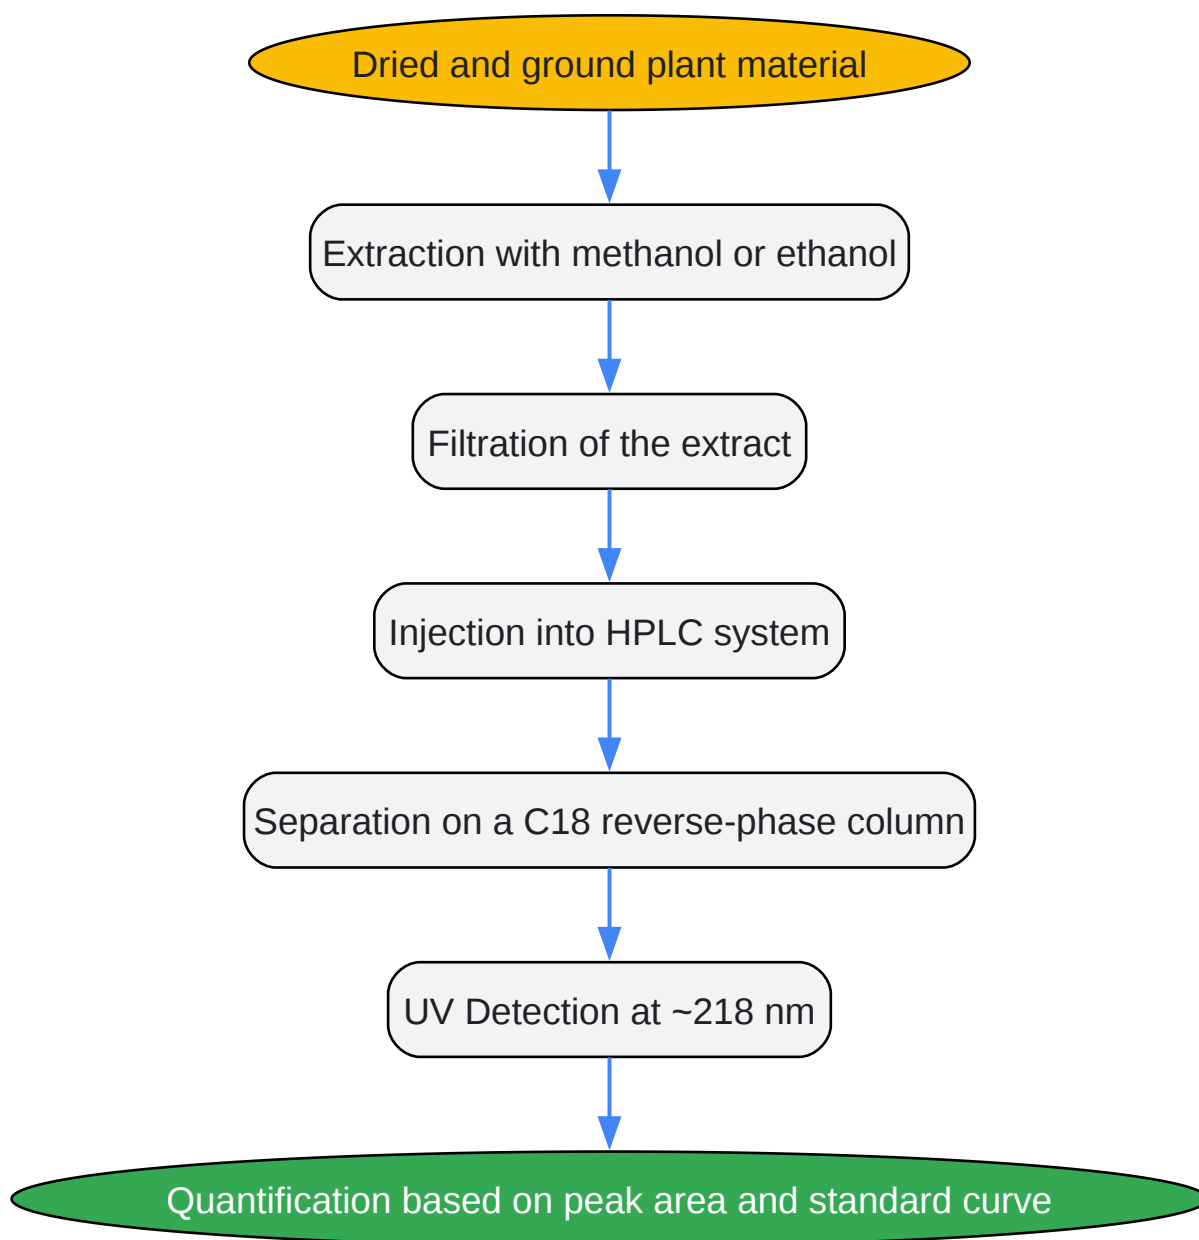 Dried and ground plant material
Extraction with methanol or ethanol
Filtration of the extract
Injection into HPLC system
Separation on a C18 reverse-phase column
UV Detection at ~218 nm
Quantification based on peak area and standard curve